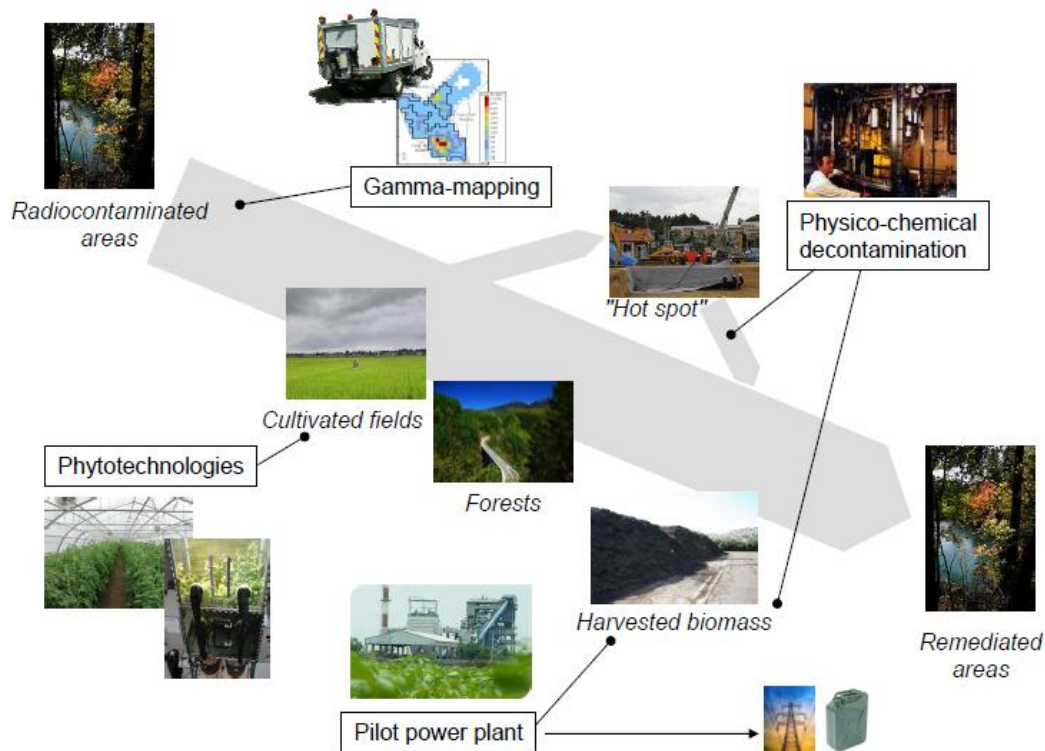 Radiocontaminated
areas
Gamma-mapping
Physico-chemical
decontamination
"Hot spot"
Cultivated fields
Phytotechnologies
Forests
Harvested biomass
Remediated
areas
Pilot power plant